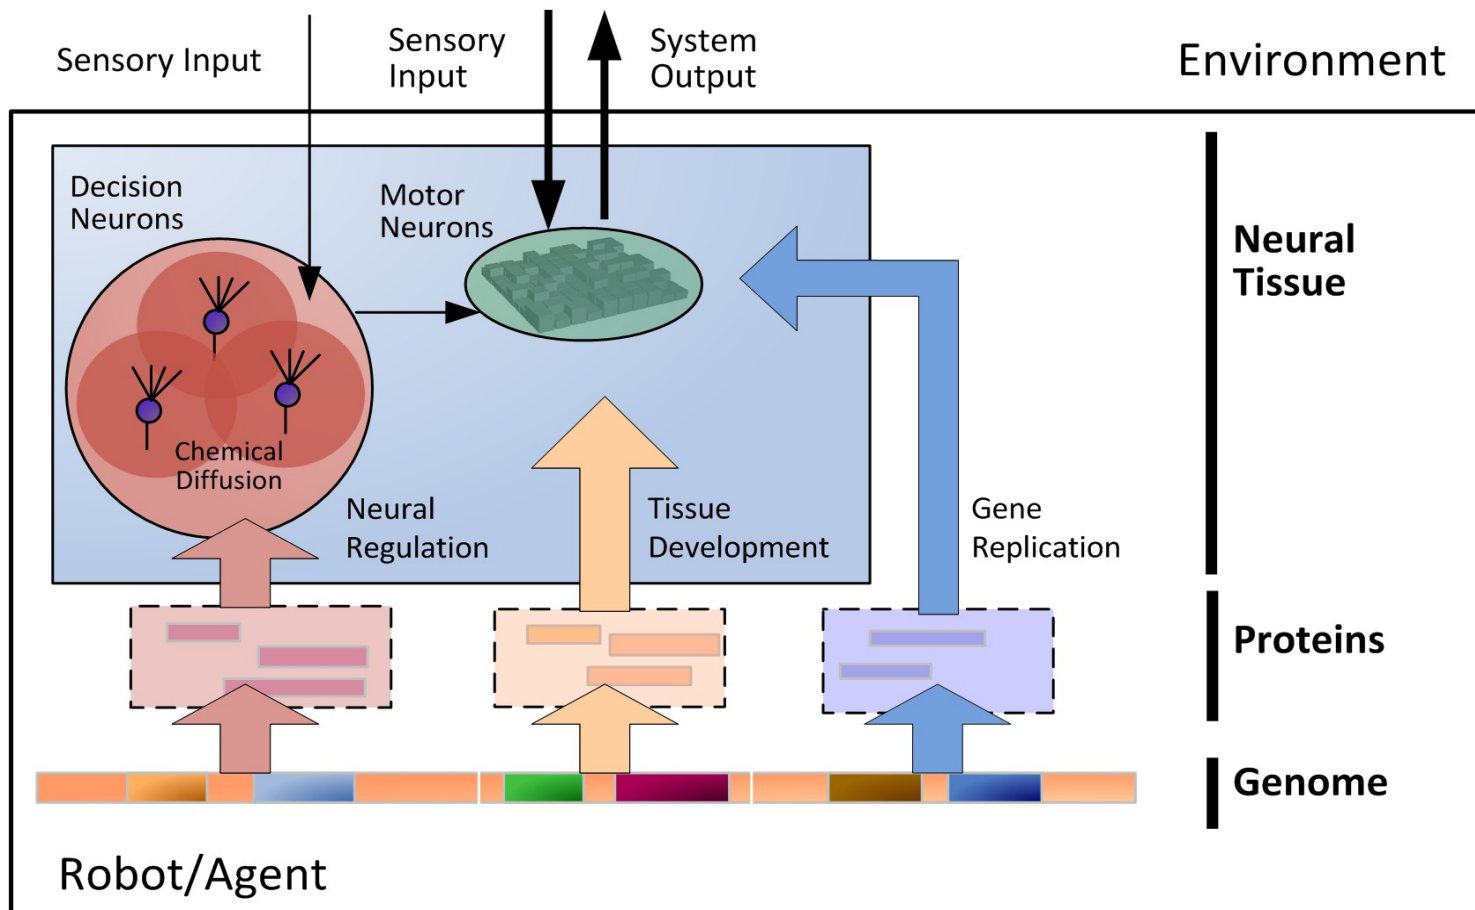 Sensory Input
Sensory
Input
System
Output
Environment
Decision
Neurons
Motor
Neurons
Chemical
Diffusion
Neural
Regulation
Tissue
Development
Gene
Replication
Neural
Tissue
Proteins
Genome
Robot/Agent